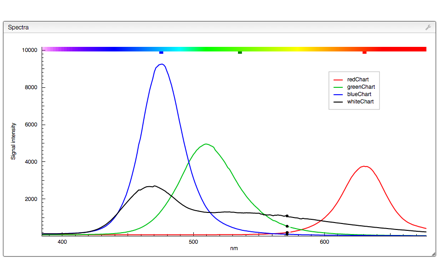 Spectra
10000
8000
6000
4000
2000
Signal intensity
redChart
greenChart
blueChart
whiteChart
400
500
600
nm